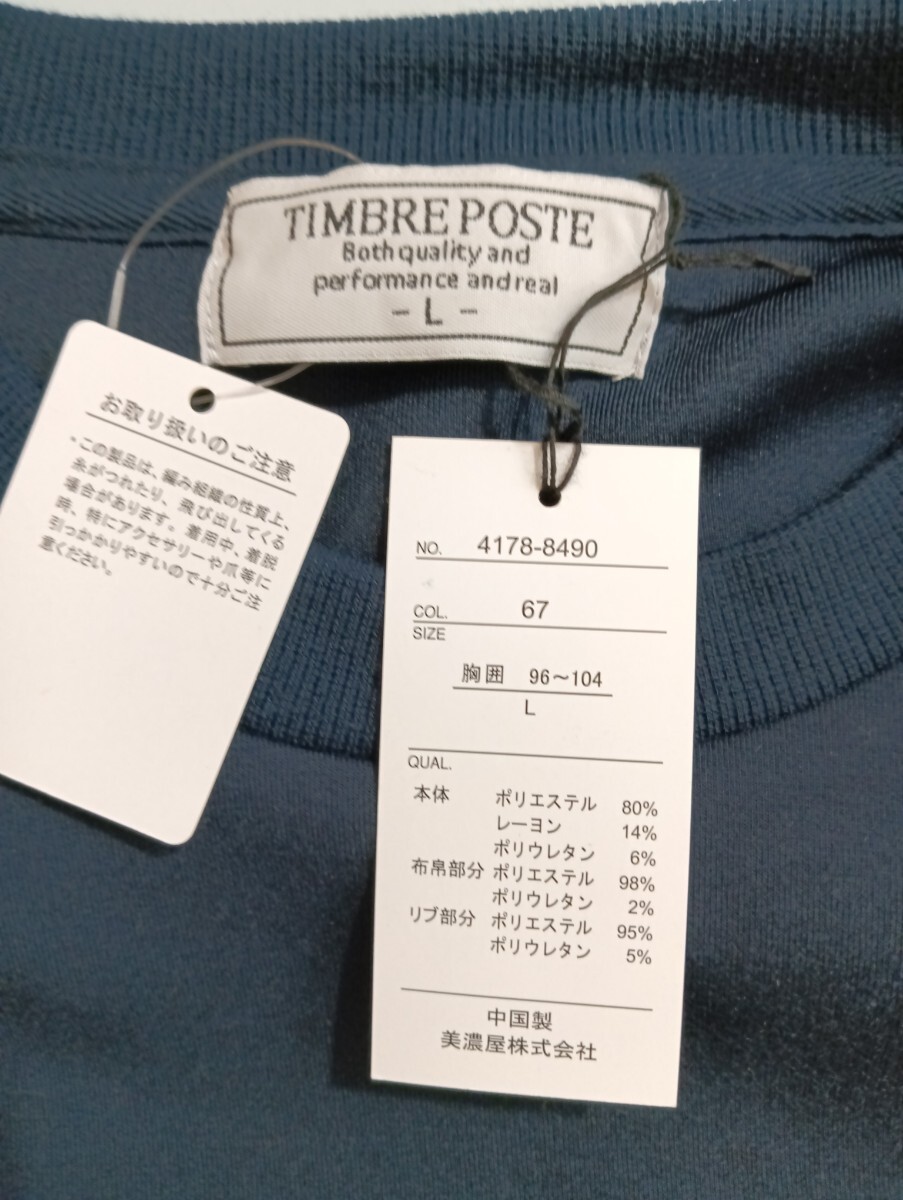 TIMBRE POSTE
Both quality and
performance and real
- L -
お取り扱いのご注意
・この製品は、編み組織の性質上、
糸がつれたり、飛び出してくる
場合があります。着用中、着脱
時、特にアクセサリーや爪等に
引っかかりやすいので十分ご注
意ください。
NO. 4178-8490
COL. 67
SIZE
胸囲 96～104
L
QUAL.
本体 ポリエステル 80%
レーヨン 14%
ポリウレタン 6%
布帛部分 ポリエステル 98%
ポリウレタン 2%
リブ部分 ポリエステル 95%
ポリウレタン 5%
中国製
美濃屋株式会社